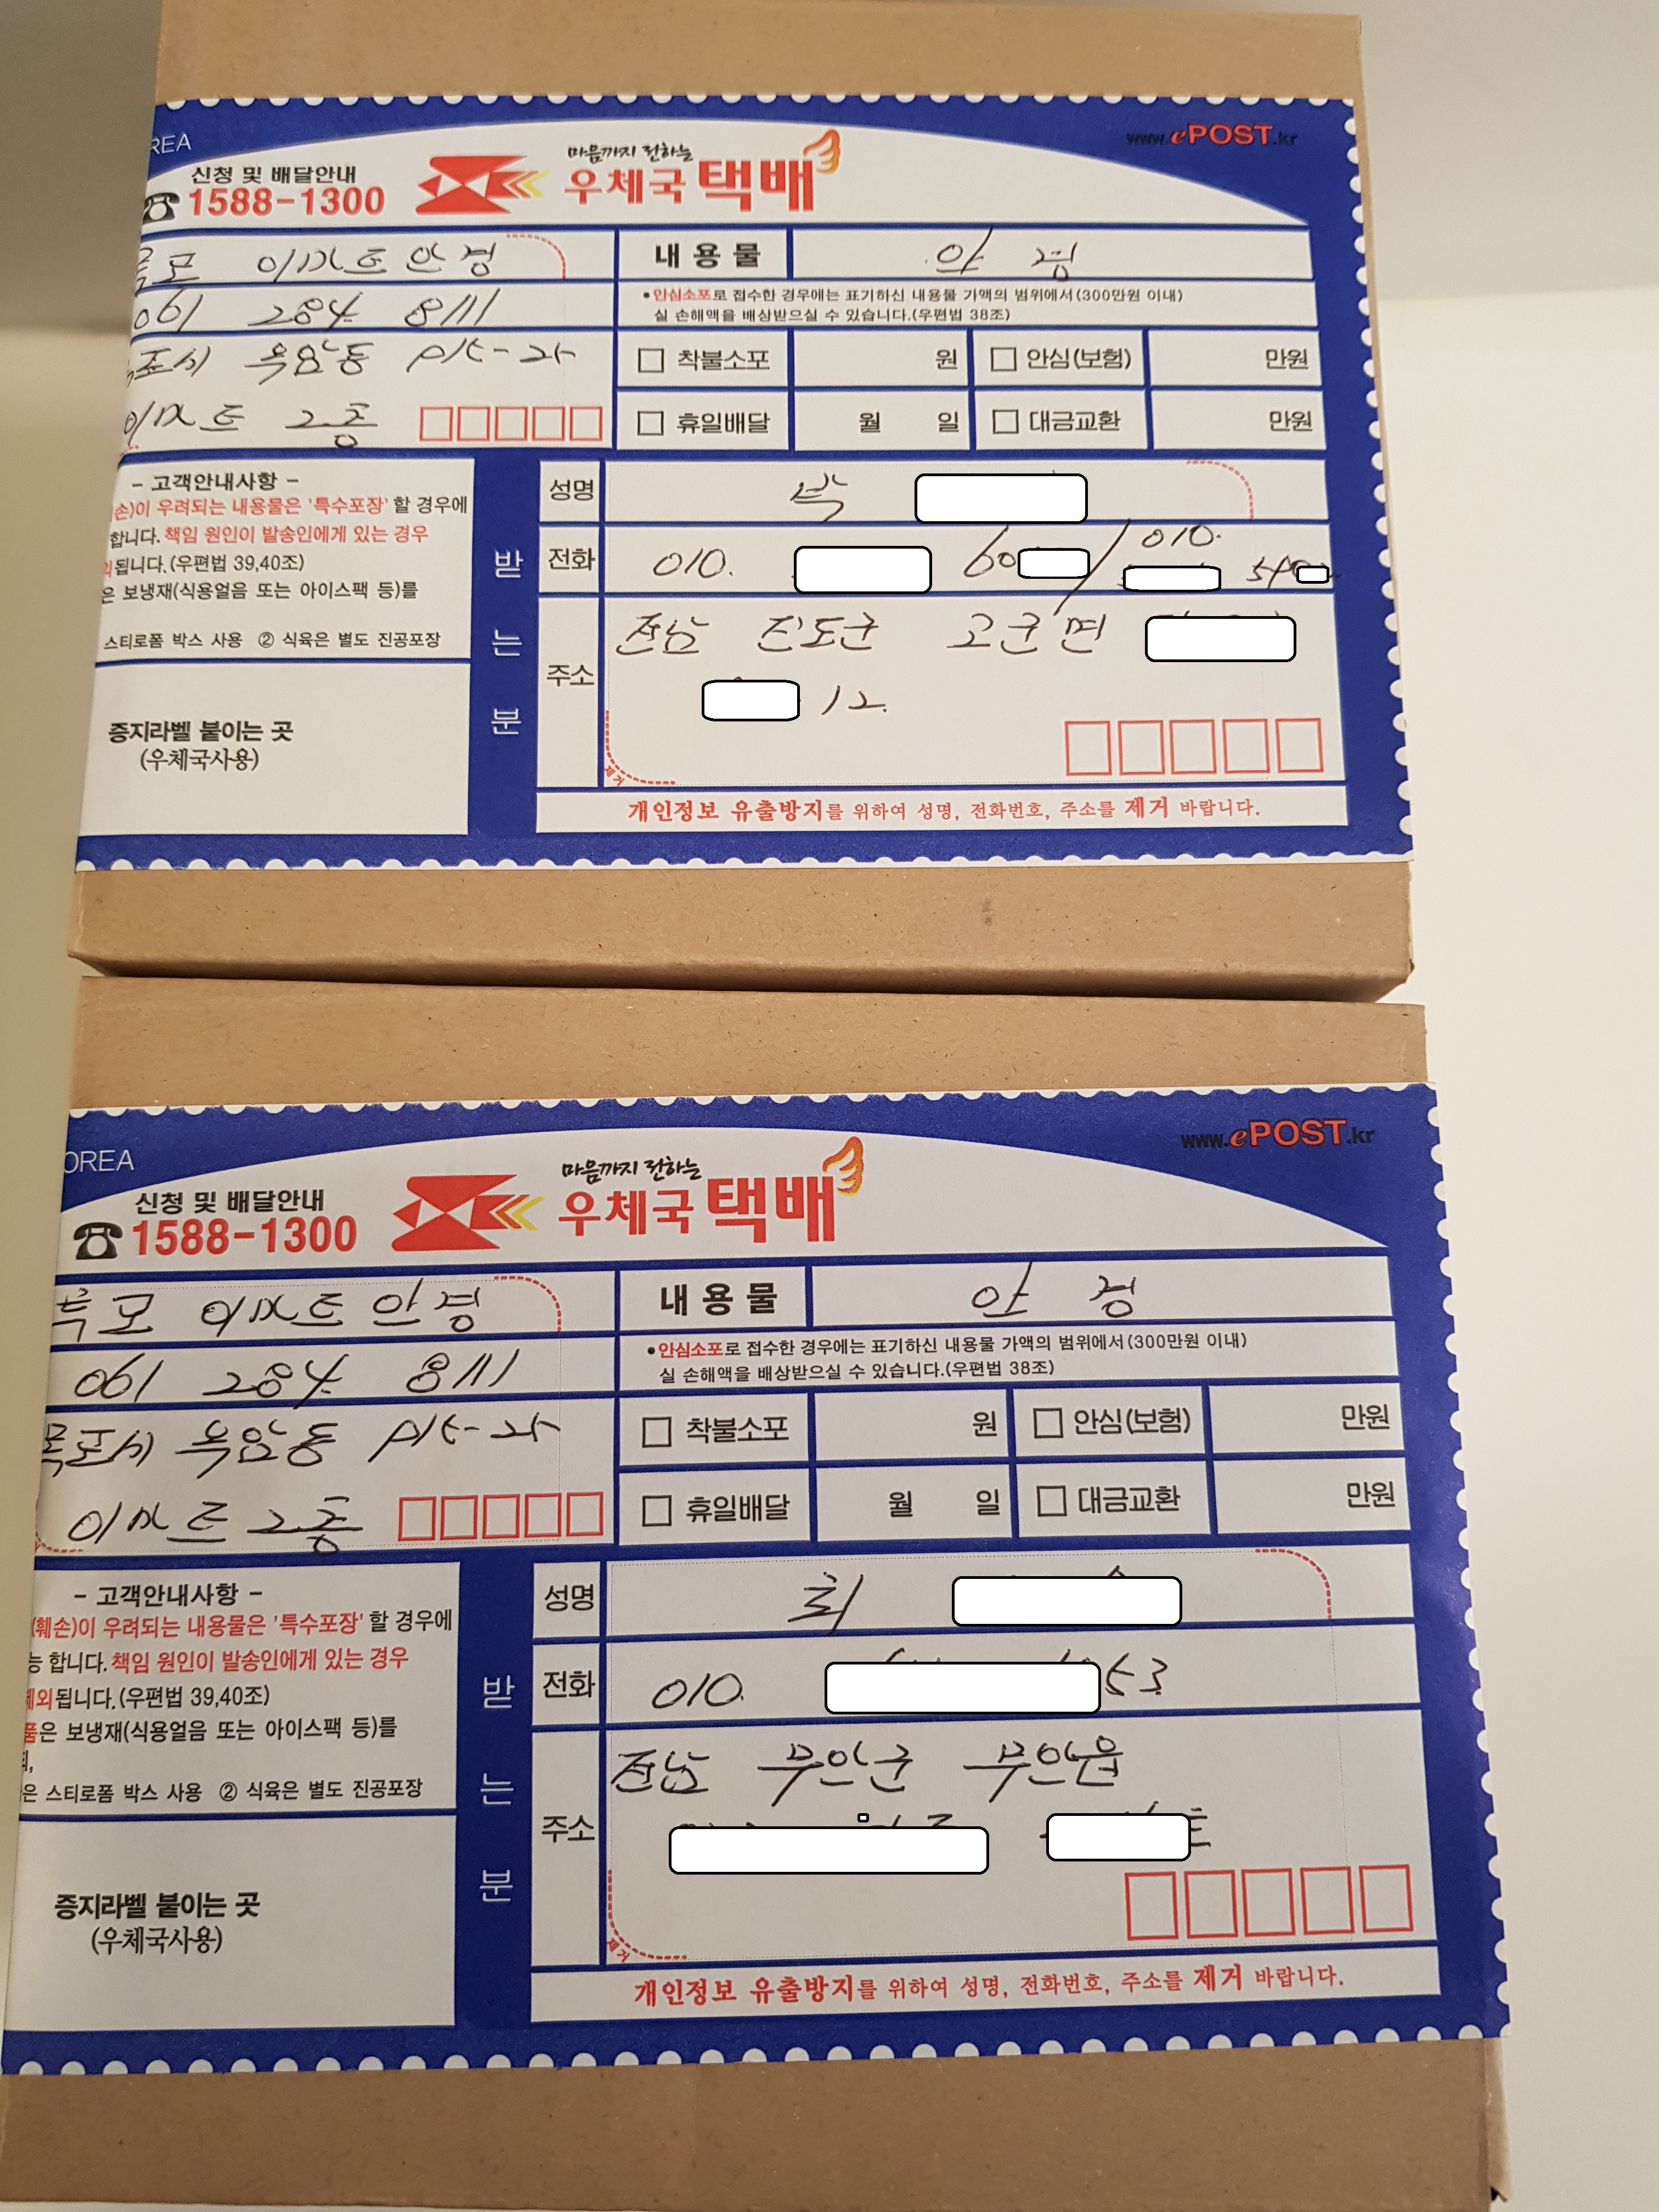 REA
www.ePOST.kr
신청 및 배달안내
1588-1300
마음까지 전하는
우체국 택배
목포 이마트 안경
내용물
안경
061 284 8111
•안심소포로 접수한 경우에는 표기하신 내용물 가액의 범위에서(300만원 이내)
실 손해액을 배상받으실 수 있습니다.(우편법 38조)
포시 옥암동
착불소포 원 안심(보험) 만원
이마트 2층
휴일배달 월 일 대금교환 만원
- 고객안내사항 -
손)이 우려되는 내용물은 '특수포장' 할 경우에
합니다. 책임 원인이 발송인에게 있는 경우
됩니다.(우편법 39,40조)
은 보냉재(식용얼음 또는 아이스팩 등)를
스티로폼 박스 사용 ② 식육은 별도 진공포장
증지라벨 붙이는 곳
(우체국사용)
받는분
성명 박
전화 010. 60 / 010.
주소 전남 진도군 고군면
12.
제거
개인정보 유출방지를 위하여 성명, 전화번호, 주소를 제거 바랍니다.
OREA
www.ePOST.kr
신청 및 배달안내
1588-1300
마음까지 전하는
우체국 택배
목포 이마트 안경
내용물
안경
061 284 8111
•안심소포로 접수한 경우에는 표기하신 내용물 가액의 범위에서(300만원 이내)
실 손해액을 배상받으실 수 있습니다.(우편법 38조)
목포시 옥암동
착불소포 원 안심(보험) 만원
이마트 2층
휴일배달 월 일 대금교환 만원
- 고객안내사항 -
(훼손)이 우려되는 내용물은 '특수포장' 할 경우에
능 합니다. 책임 원인이 발송인에게 있는 경우
제외됩니다.(우편법 39,40조)
품은 보냉재(식용얼음 또는 아이스팩 등)를
은 스티로폼 박스 사용 ② 식육은 별도 진공포장
증지라벨 붙이는 곳
(우체국사용)
받는분
성명 최
전화 010. 53
주소 전남 무안군 무안읍
제거
개인정보 유출방지를 위하여 성명, 전화번호, 주소를 제거 바랍니다.